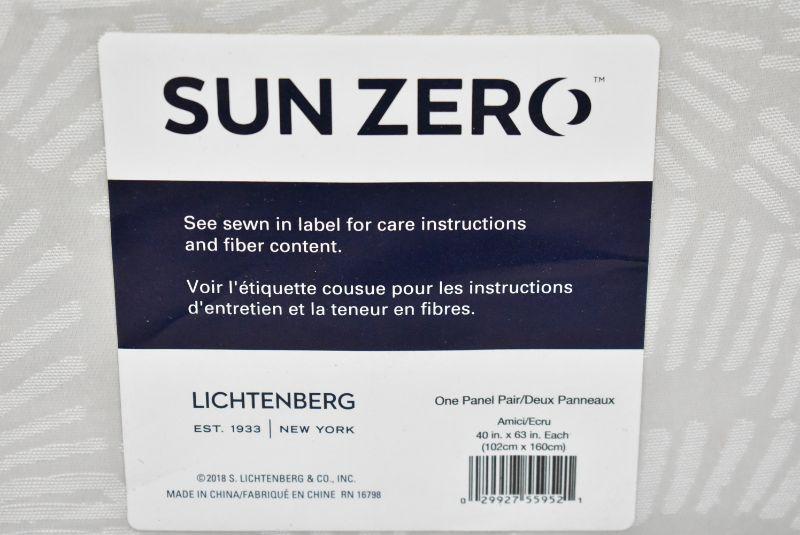 SUN ZERO™
See sewn in label for care instructions
and fiber content.
Voir l'étiquette cousue pour les instructions
d'entretien et la teneur en fibres.
LICHTENBERG
EST. 1933 | NEW YORK
©2018 S. LICHTENBERG & CO., INC.
MADE IN CHINA/FABRIQUÉ EN CHINE RN 16798
One Panel Pair/Deux Panneaux
Amici/Ecru
40 in. x 63 in. Each
(102cm x 160cm)
0 29927 55952 1